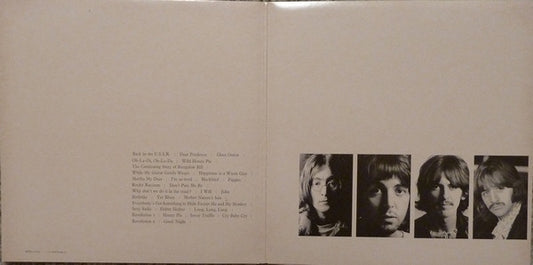 Back in the U.S.S.R. Dear Prudence Glass Onion
Ob-La-Di, Ob-La-Da Wild Honey Pie
The Continuing Story of Bungalow Bill
While My Guitar Gently Weeps Happiness is a Warm Gun
Martha My Dear I'm so tired Blackbird Piggies
Rocky Raccoon Don't Pass Me By
Why don't we do it in the road? I Will Julia
Birthday Yer Blues Mother Nature's Son
Everybody's Got Something to Hide Except Me and My Monkey
Sexy Sadie Helter Skelter Long, Long, Long
Revolution 1 Honey Pie Savoy Truffle Cry Baby Cry
Revolution 9 Good Night